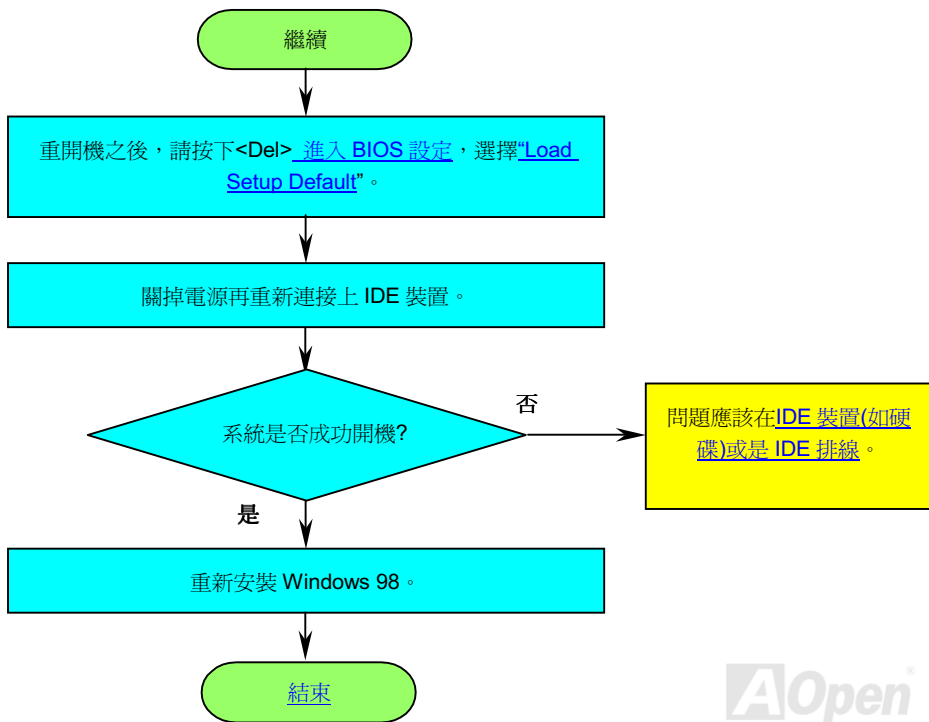 繼續
重開機之後，請按下<Del> 進入 BIOS 設定，選擇“Load
Setup Default”。
關掉電源再重新連接上 IDE 裝置。
系統是否成功開機?
否
問題應該在IDE 裝置(如硬
碟)或是 IDE 排線。
是
重新安裝 Windows 98。
結束
AOpen®